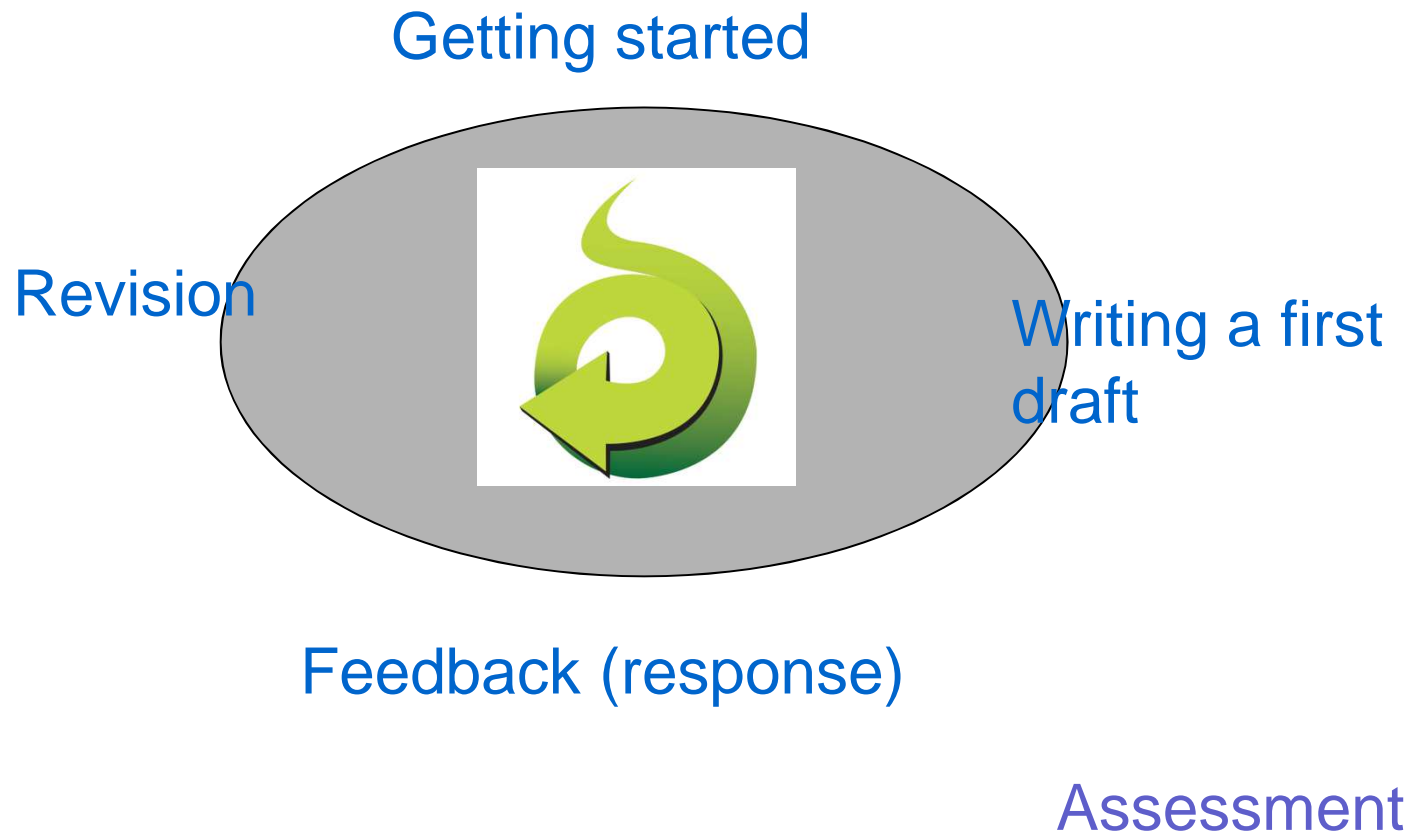 Getting started
Revision
Writing a first
draft
Feedback (response)
Assessment